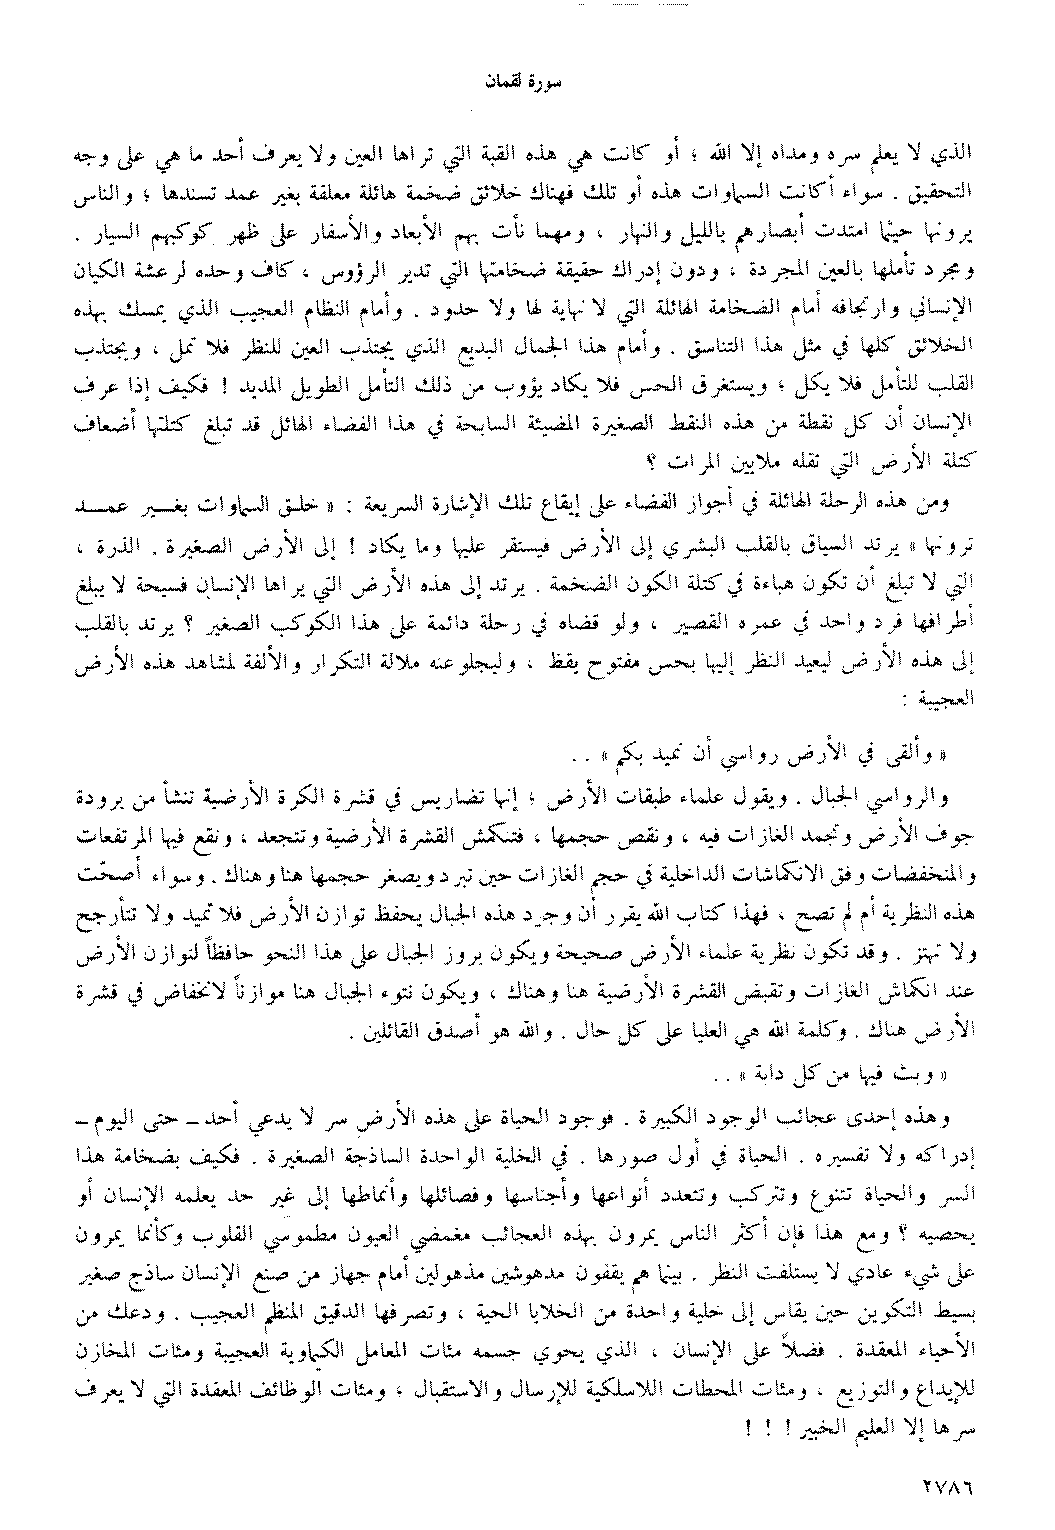 سورة لقمان
الذي لا يعلم سره ومداه إلا الله ؛ أو كانت هي هذه القبة التي تراها العين ولا يعرف أحد ما هي على وجه
التحقيق . سواء أكانت السماوات هذه أو تلك فهناك خلائق ضخمة هائلة معلقة بغير عمد تسندها ؛ والناس
يرونها حيثما امتدت أبصارهم بالليل والنهار ، ومهما نأت بهم الأبعاد والأسفار على ظهر كوكبهم السيار .
ومجرد تأملها بالعين المجردة ، ودون إدراك حقيقة ضخامتها التي تدير الرؤوس ، كاف وحده لرعشة الكيان
الإنساني وارتجافه أمام الضخامة الهائلة التي لا نهاية لها ولا حدود . وأمام النظام العجيب الذي يمسك بهذه
الخلائق كلها في مثل هذا التناسق . وأمام هذا الجمال البديع الذي يجتذب العين للنظر فلا تمل ، ويجتذب
القلب للتأمل فلا يكل ؛ ويستغرق الحس فلا يكاد يؤوب من ذلك التأمل الطويل المديد ! فكيف إذا عرف
الإنسان أن كل نقطة من هذه النقط الصغيرة المضيئة السابحة في هذا الفضاء الهائل قد تبلغ كتلتها أضعاف
كتلة الأرض التي تقله ملايين المرات ؟
ومن هذه الرحلة الهائلة في أجواز الفضاء على إيقاع تلك الإشارة السريعة : « خلـق السماوات بغـــير عمـــد
ترونها » يرتد السياق بالقلب البشري إلى الأرض فيستقر عليها وما يكاد ! إلى الأرض الصغيرة . الذرة ،
التي لا تبلغ أن تكون هباءة في كتلة الكون الضخمة . يرتد إلى هذه الأرض التي يراها الإنسان فسيحة لا يبلغ
أطرافها فرد واحد في عمره القصير ، ولو قضاه في رحلة دائمة على هذا الكوكب الصغير ؟ يرتد بالقلب
إلى هذه الأرض ليعيد النظر إليها بحس مفتوح يقظ ، وليجلو عنه ملالة التكرار والألفة لمشاهد هذه الأرض
العجيبة :
« وألقى في الأرض رواسي أن تميد بكم » . .
والرواسي الجبال . ويقول علماء طبقات الأرض ؛ إنها تضاريس في قشرة الكرة الأرضية تنشأ من برودة
جوف الأرض وتجمد الغازات فيه ، ونقص حجمها ، فتنكمش القشرة الأرضية وتتجعد ، وتقع فيها المرتفعات
والمنخفضات وفق الانكماشات الداخلية في حجم الغازات حين تبرد ويصغر حجمها هنا وهناك . وسواء أصحّت
هذه النظرية أم لم تصح ، فهذا كتاب الله يقرر أن وجود هذه الجبال يحفظ توازن الأرض فلا تميد ولا تتأرجح
ولا تهتز . وقد تكون نظرية علماء الأرض صحيحة ويكون بروز الجبال على هذا النحو حافظاً لتوازن الأرض
عند انكماش الغازات وتقبض القشرة الأرضية هنا وهناك ، ويكون نتوء الجبال هنا موازناً لانخفاض في قشرة
الأرض هناك . وكلمة الله هي العليا على كل حال . والله هو أصدق القائلين .
« وبث فيها من كل دابة » . .
وهذه إحدى عجائب الوجود الكبيرة . فوجود الحياة على هذه الأرض سر لا يدعي أحد ـ حتى اليوم ـ
إدراكه ولا تفسيره . الحياة في أول صورها . في الخلية الواحدة الساذجة الصغيرة . فكيف بضخامة هذا
السر والحياة تتنوع وتتركب وتتعدد أنواعها وأجناسها وفصائلها وأنماطها إلى غير حد يعلمه الإنسان أو
يحصيه ؟ ومع هذا فإن أكثر الناس يمرون بهذه العجائب مغمضي العيون مطموسي القلوب وكأنما يمرون
على شيء عادي لا يستلفت النظر . بينما هم يقفون مدهوشين مذهولين أمام جهاز من صنع الإنسان ساذج صغير
بسيط التكوين حين يقاس إلى خلية واحدة من الخلايا الحية ، وتصرفها الدقيق المنظم العجيب . ودعك من
الأحياء المعقدة . فضلاً على الإنسان ، الذي يحوي جسمه مئات المعامل الكيماوية العجيبة ومئات المخازن
للإيداع والتوزيع ، ومئات المحطات اللاسلكية للإرسال والاستقبال ؛ ومئات الوظائف المعقدة التي لا يعرف
سرها إلا العليم الخبير ! ! !
٢٧٨٦